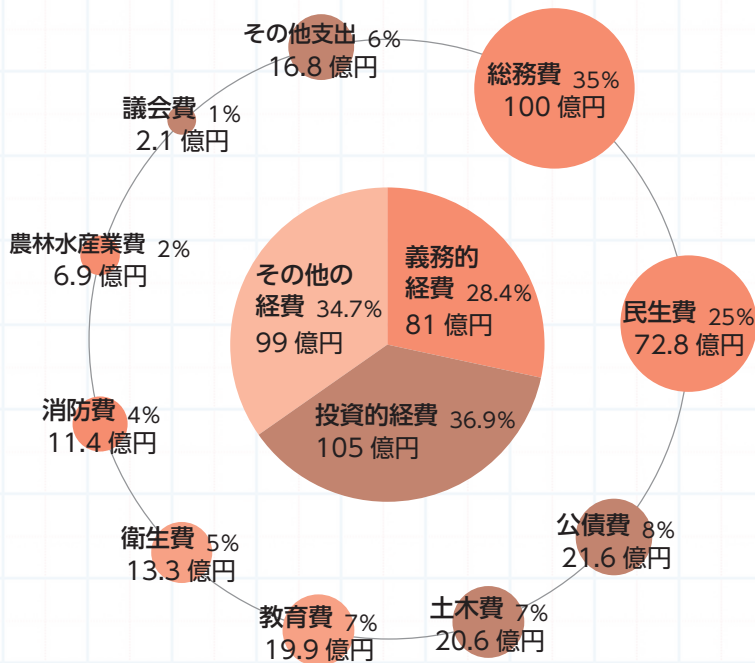 その他支出 6%
16.8 億円
総務費 35%
100 億円
議会費 1%
2.1 億円
農林水産業費 2%
6.9 億円
その他の
経費 34.7%
99 億円
義務的
経費 28.4%
81 億円
民生費 25%
72.8 億円
投資的経費 36.9%
105 億円
消防費 4%
11.4 億円
衛生費 5%
13.3 億円
公債費 8%
21.6 億円
教育費 7%
19.9 億円
土木費 7%
20.6 億円